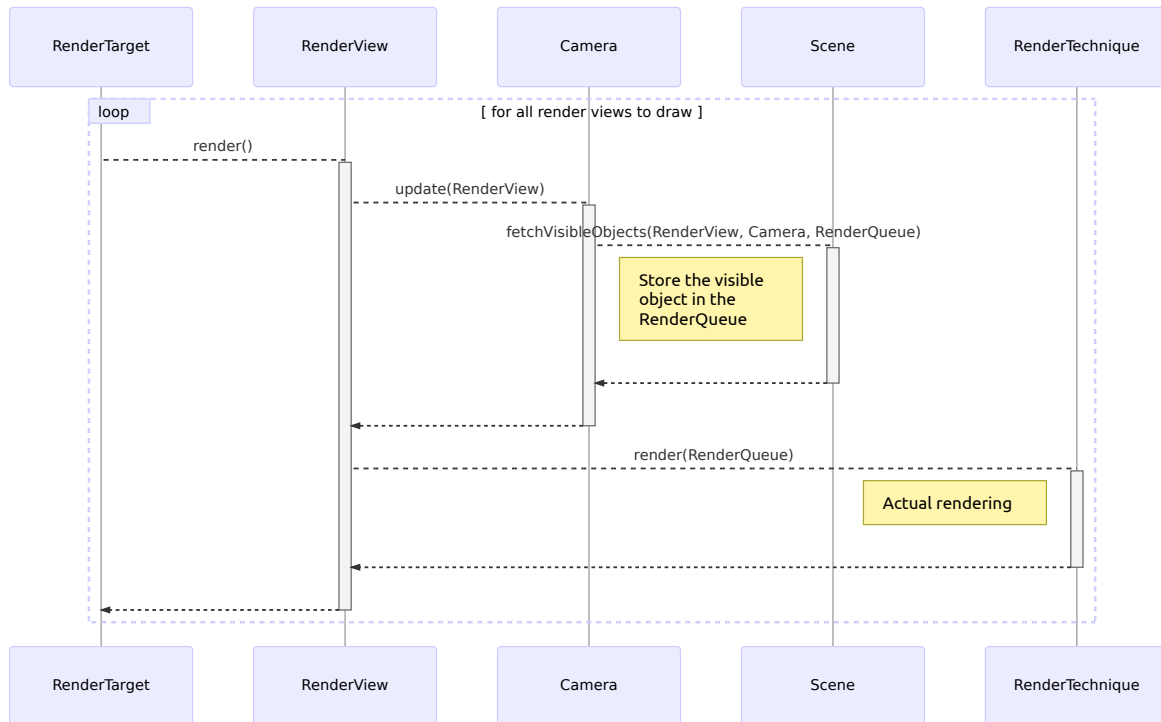 RenderTarget
RenderView
Camera
Scene
RenderTechnique
loop
[ for all render views to draw ]
render()
update(RenderView)
fetchVisibleObjects(RenderView, Camera, RenderQueue)
Store the visible
object in the
RenderQueue
render(RenderQueue)
Actual rendering
RenderTarget
RenderView
Camera
Scene
RenderTechnique